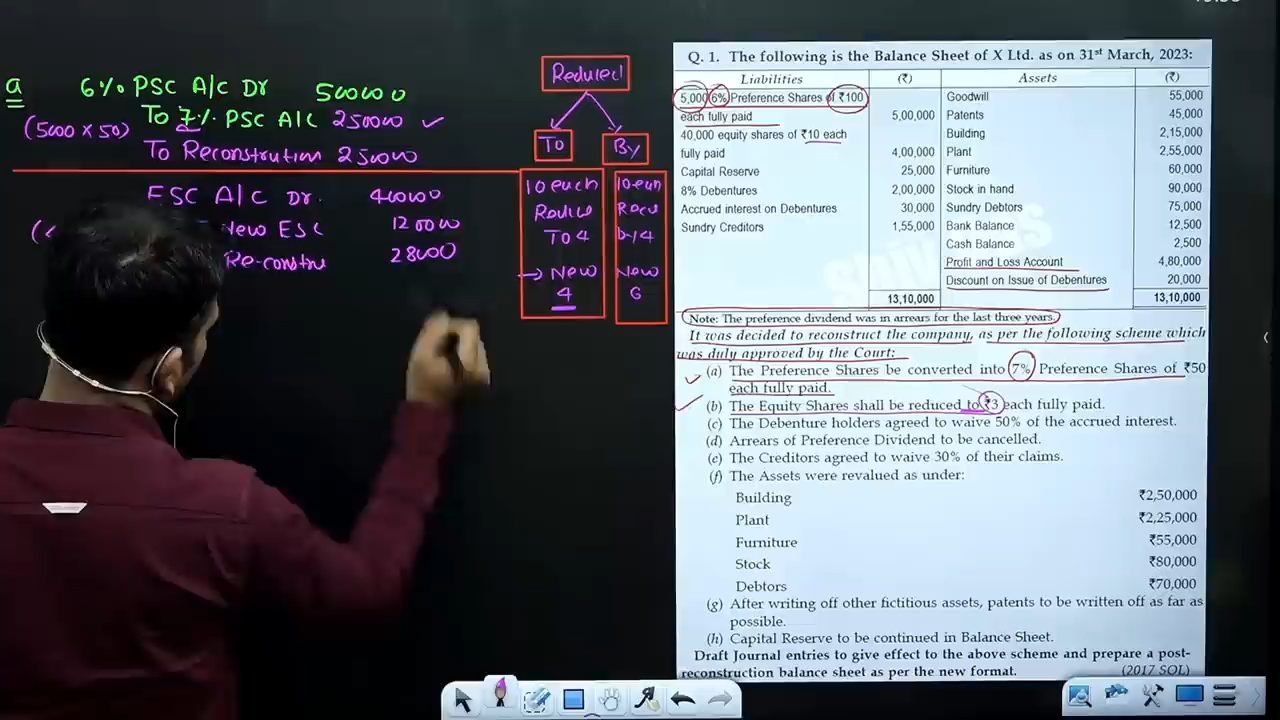 a
6% PSC A/C Dr 500000
To 7% PSC A/C 250000 ✓
(5000 X 50)
To Reconstrution 250000
ESC A/C Dr. 400000
New ESC 120000
Re-constru 280000
Reduced
To By
10 each
Reduce
To 4
→ New
4
10 each
Redu
by 4
New
6
Q. 1. The following is the Balance Sheet of X Ltd. as on 31st March, 2023:
Liabilities (₹) Assets (₹)
5,000 6% Preference Shares of ₹100 Goodwill 55,000
each fully paid 5,00,000 Patents 45,000
40,000 equity shares of ₹10 each Building 2,15,000
fully paid 4,00,000 Plant 2,55,000
Capital Reserve 25,000 Furniture 60,000
8% Debentures 2,00,000 Stock in hand 90,000
Accrued interest on Debentures 30,000 Sundry Debtors 75,000
Sundry Creditors 1,55,000 Bank Balance 12,500
Cash Balance 2,500
Profit and Loss Account 4,80,000
Discount on Issue of Debentures 20,000
13,10,000 13,10,000
Note: The preference dividend was in arrears for the last three years.
It was decided to reconstruct the company, as per the following scheme which
was duly approved by the Court:
(a) The Preference Shares be converted into 7% Preference Shares of ₹50
each fully paid.
(b) The Equity Shares shall be reduced to ₹3 each fully paid.
(c) The Debenture holders agreed to waive 50% of the accrued interest.
(d) Arrears of Preference Dividend to be cancelled.
(e) The Creditors agreed to waive 30% of their claims.
(f) The Assets were revalued as under:
Building ₹2,50,000
Plant ₹2,25,000
Furniture ₹55,000
Stock ₹80,000
Debtors ₹70,000
(g) After writing off other fictitious assets, patents to be written off as far as
possible.
(h) Capital Reserve to be continued in Balance Sheet.
Draft Journal entries to give effect to the above scheme and prepare a post-
reconstruction balance sheet as per the new format. (2017 SOL)